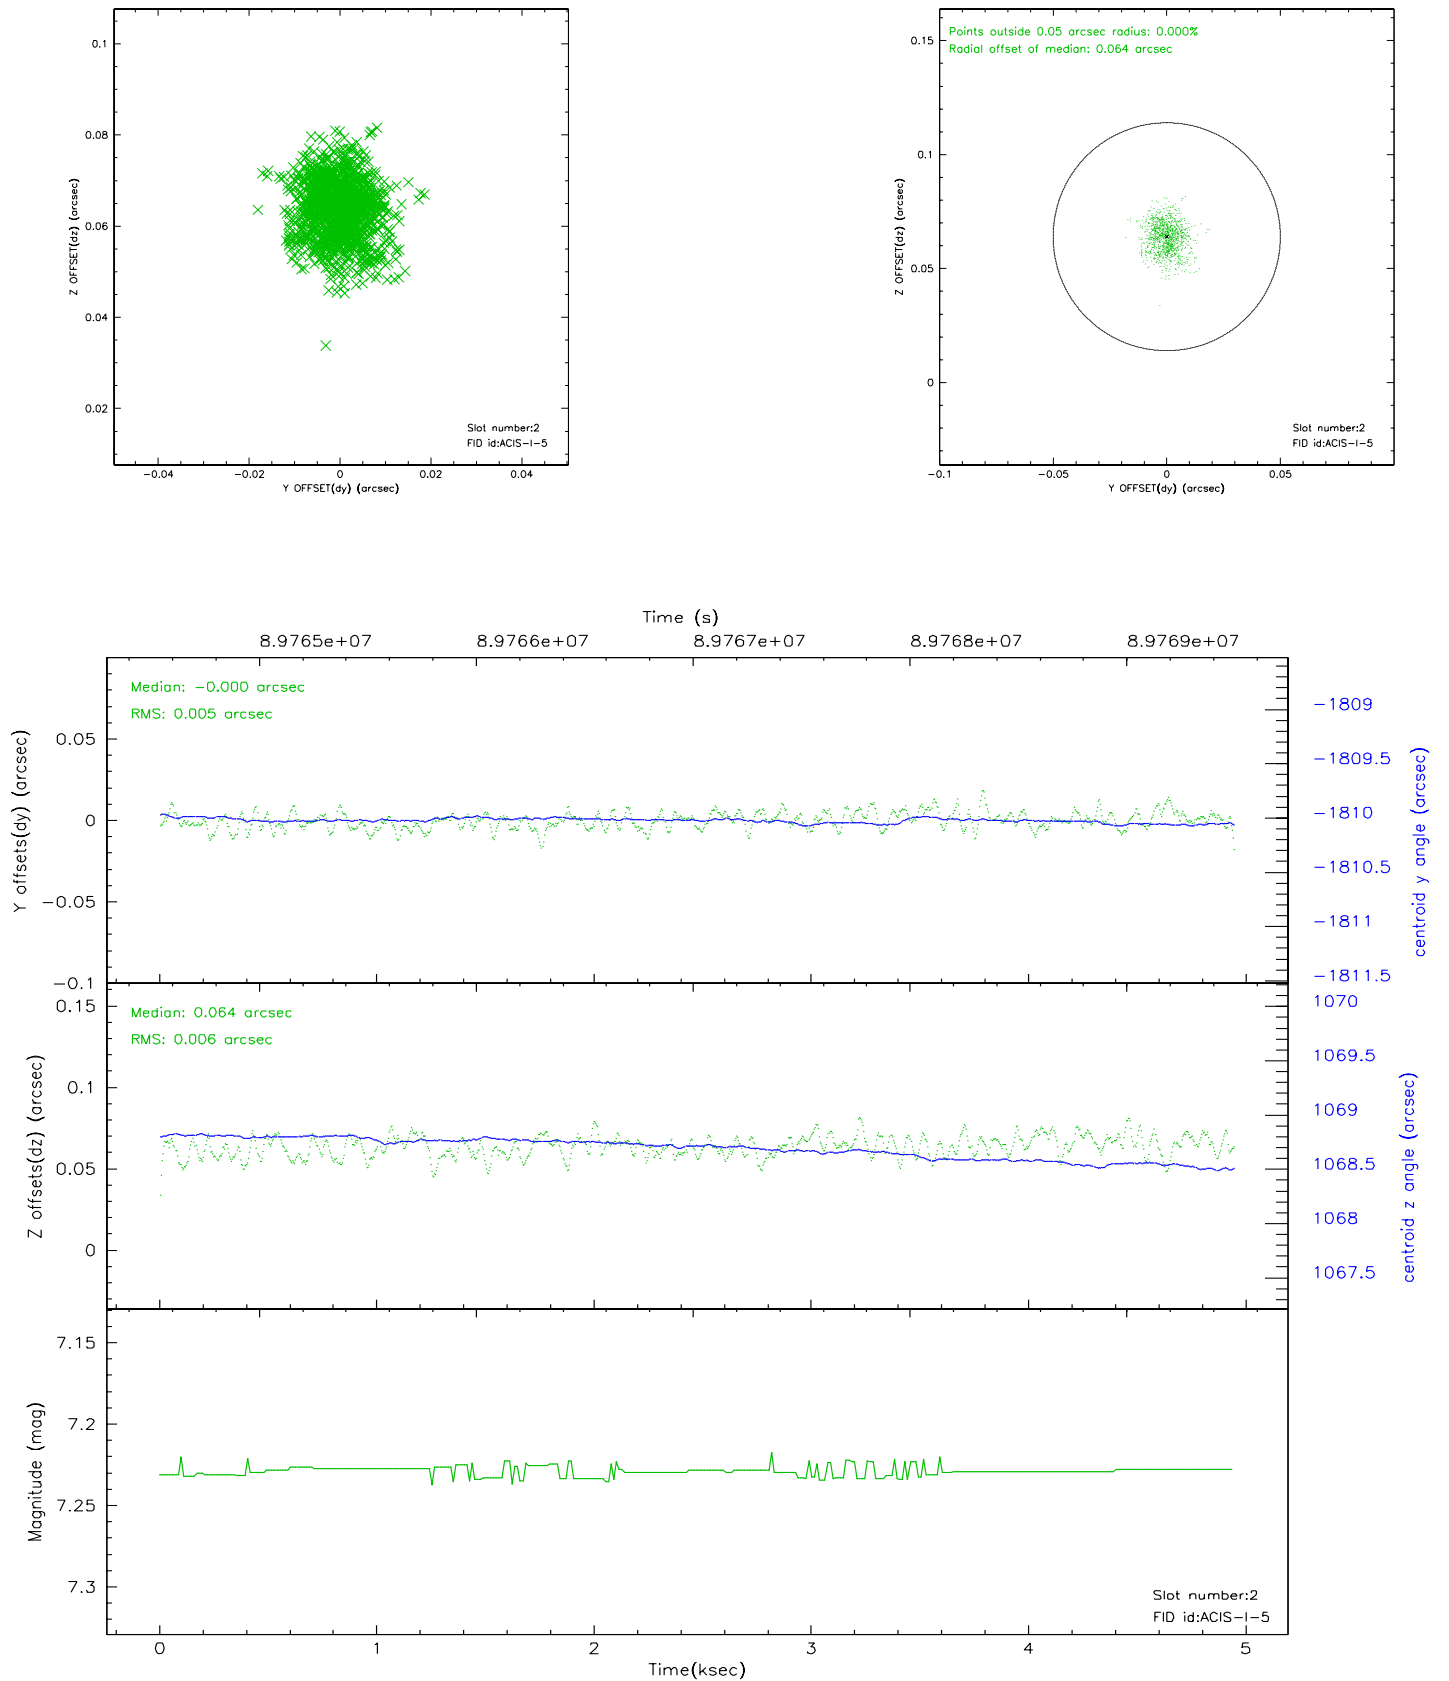 0.1
0.08
0.06
0.04
0.02
Z OFFSET(dz) (arcsec)
Slot number:2
FID id:ACIS-I-5
-0.04
-0.02
0
0.02
0.04
Y OFFSET(dy) (arcsec)
Points outside 0.05 arcsec radius: 0.000%
Radial offset of median: 0.064 arcsec
0.15
0.1
0.05
0
Z OFFSET(dz) (arcsec)
Slot number:2
FID id:ACIS-I-5
-0.1
-0.05
0
0.05
Y OFFSET(dy) (arcsec)
Time (s)
8.9765e+07
8.9766e+07
8.9767e+07
8.9768e+07
8.9769e+07
Median: -0.000 arcsec
RMS: 0.005 arcsec
0.05
0
-0.05
-0.1
Y offsets(dy) (arcsec)
-1809
-1809.5
-1810
-1810.5
-1811
-1811.5
centroid y angle (arcsec)
Median: 0.064 arcsec
RMS: 0.006 arcsec
0.15
0.1
0.05
0
Z offsets(dz) (arcsec)
1070
1069.5
1069
1068.5
1068
1067.5
centroid z angle (arcsec)
7.15
7.2
7.25
7.3
Magnitude (mag)
Slot number:2
FID id:ACIS-I-5
0
1
2
3
4
5
Time(ksec)